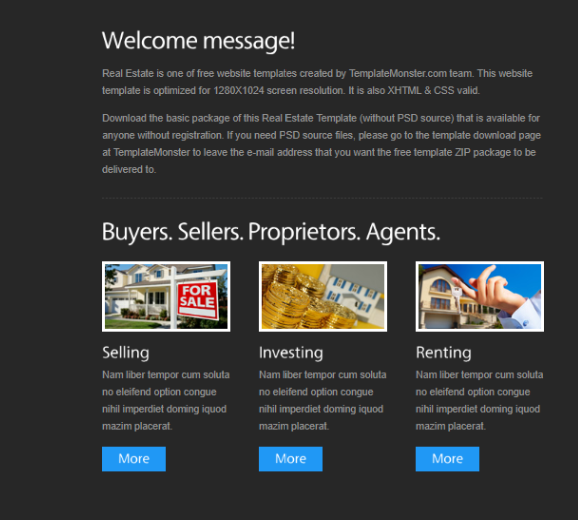 Welcome message!
Real Estate is one of free website templates created by TemplateMonster.com team. This website
template is optimized for 1280X1024 screen resolution. It is also XHTML & CSS valid.
Download the basic package of this Real Estate Template (without PSD source) that is available for
anyone without registration. If you need PSD source files, please go to the template download page
at TemplateMonster to leave the e-mail address that you want the free template ZIP package to be
delivered to.
Buyers. Sellers. Proprietors. Agents.
FOR
SALE
Selling
Nam liber tempor cum soluta
no eleifend option congue
nihil imperdiet doming iquod
mazim placerat.
More
Investing
Nam liber tempor cum soluta
no eleifend option congue
nihil imperdiet doming iquod
mazim placerat.
More
Renting
Nam liber tempor cum soluta
no eleifend option congue
nihil imperdiet doming iquod
mazim placerat.
More